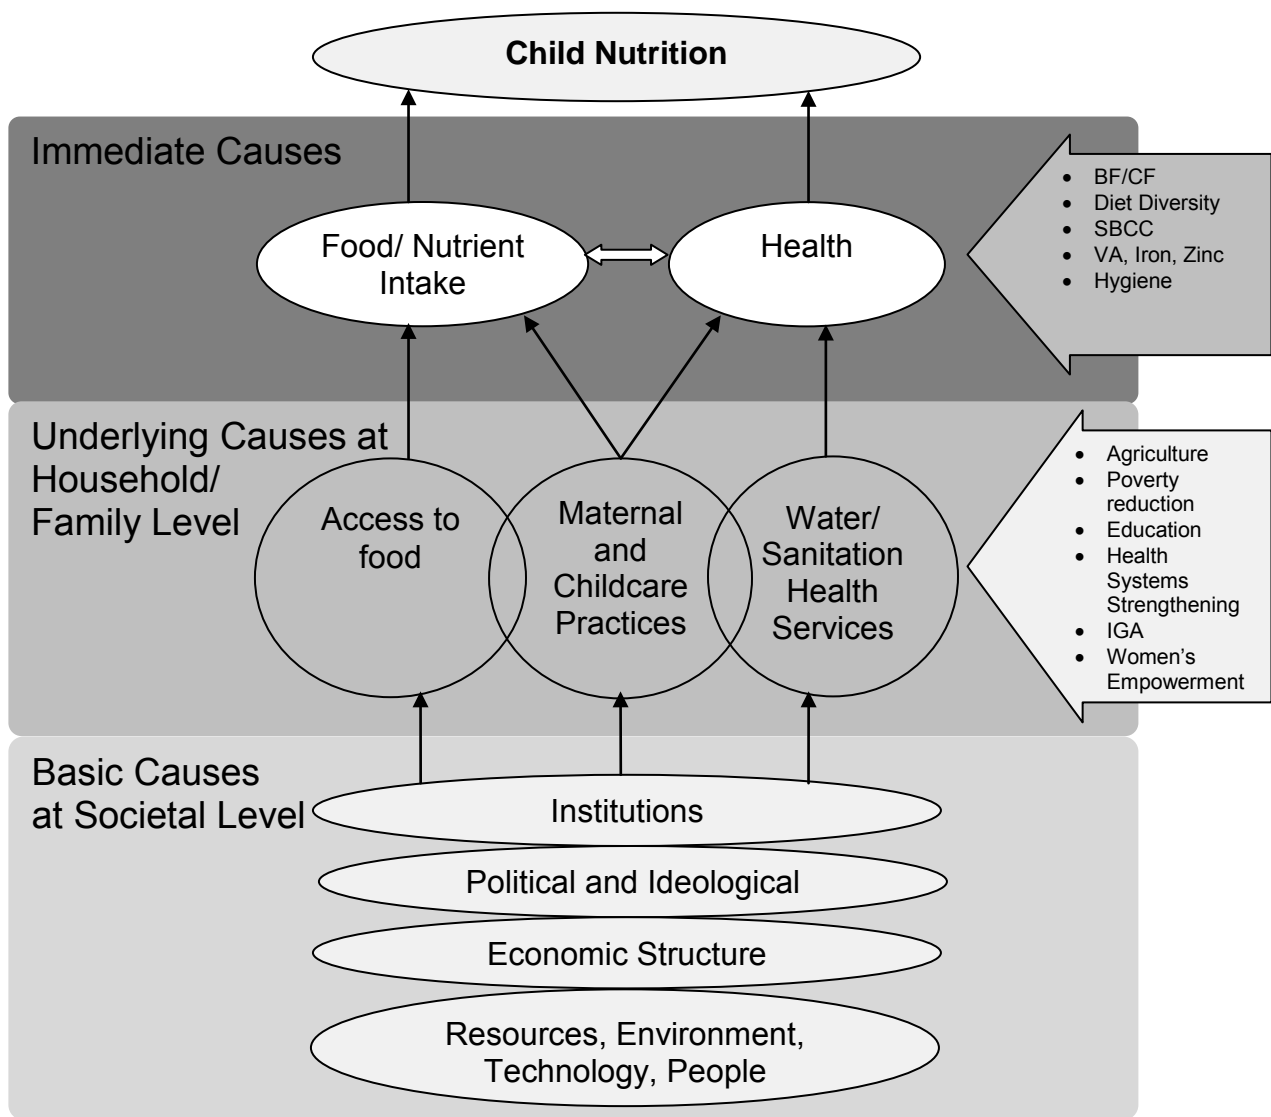 Child Nutrition
Immediate Causes
Food/ Nutrient
Intake
Health
• BF/CF
• Diet Diversity
• SBCC
• VA, Iron, Zinc
• Hygiene
Underlying Causes at
Household/
Family Level
Access to
food
Maternal
and
Childcare
Practices
Water/
Sanitation
Health
Services
• Agriculture
• Poverty
reduction
• Education
• Health
Systems
Strengthening
• IGA
• Women’s
Empowerment
Basic Causes
at Societal Level
Institutions
Political and Ideological
Economic Structure
Resources, Environment,
Technology, People